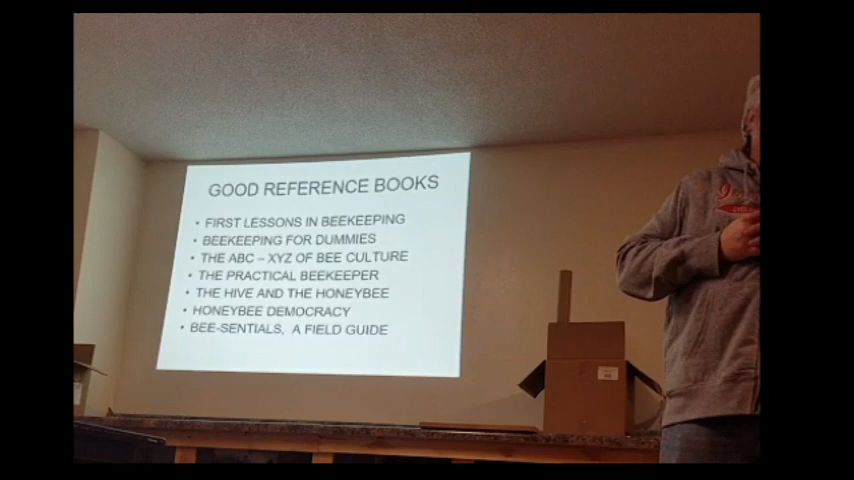 GOOD REFERENCE BOOKS
• FIRST LESSONS IN BEEKEEPING
• BEEKEEPING FOR DUMMIES
• THE ABC – XYZ OF BEE CULTURE
• THE PRACTICAL BEEKEEPER
• THE HIVE AND THE HONEYBEE
• HONEYBEE DEMOCRACY
• BEE-SENTIALS, A FIELD GUIDE